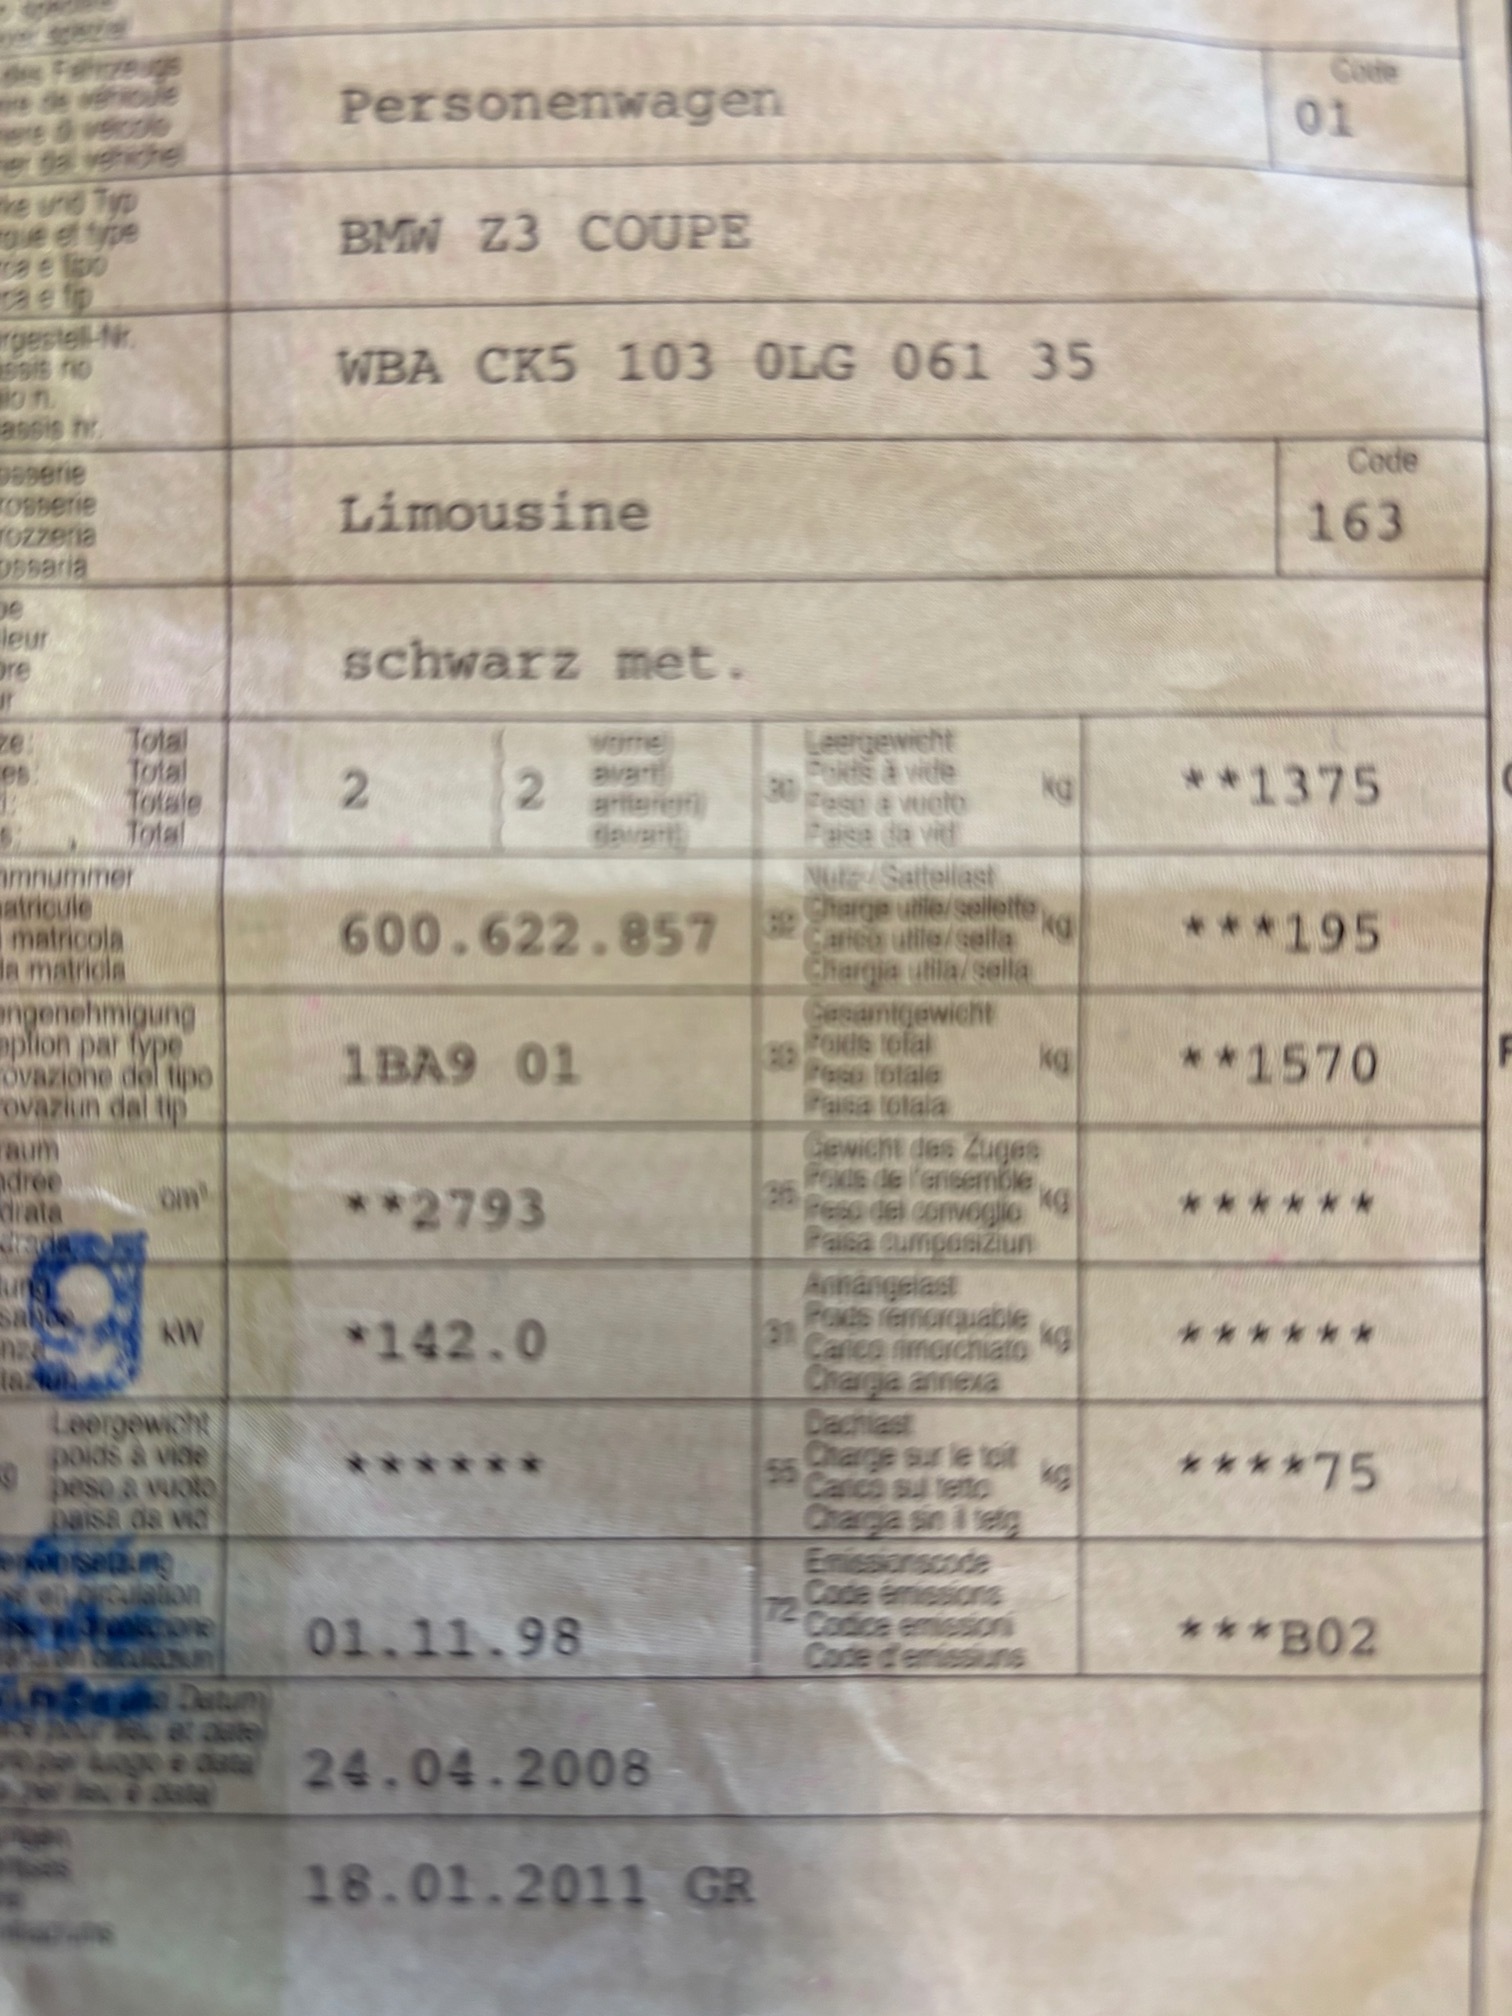 des Fahrzeugs
Code
Personenwagen
01
BMW Z3 COUPE
WBA CK5 103 0LG 061 35
Code
Limousine
163
schwarz met.
Total
Total
Totale
Total
2
2
vorne)
avant)
anteriori)
davant)
30
Leergewicht
Poids à vide
Peso a vuoto
Paisa da vid
kg
**1375
matricola
600.622.857
32
Nutz-/Sattellast
Charge utile/sellette
Carico utile/sella
Chargia utila/sella
kg
***195
1BA9 01
33
Gesamtgewicht
Poids total
Peso totale
Paisa totala
kg
**1570
cm³
**2793
35
Gewicht des Zuges
Poids de l'ensemble
Peso del convoglio
Paisa cumposiziun
kg
******
kW
*142.0
31
Anhängelast
Poids remorquable
Carico rimorchiato
Chargia annexa
kg
******
Leergewicht
poids à vide
peso a vuoto
paisa da vid
******
55
Dachlast
Charge sur le toit
Carico sul tetto
Chargia sin il tetg
kg
****75
01.11.98
72
Emissionscode
Code émissions
Codice emissioni
Code d'emissiuns
***B02
Datum
24.04.2008
18.01.2011 GR